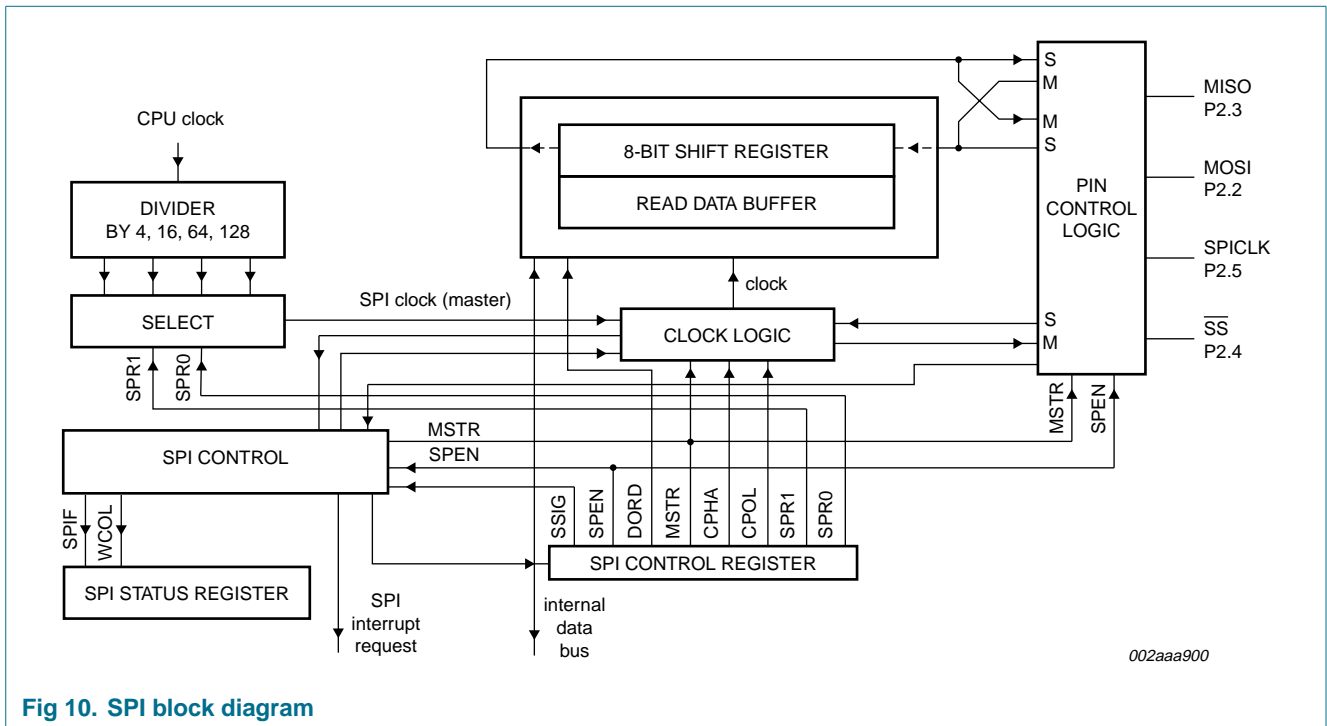 CPU clock
DIVIDER
BY 4, 16, 64, 128
SELECT
SPR1
SPR0
SPI clock (master)
8-BIT SHIFT REGISTER
READ DATA BUFFER
clock
CLOCK LOGIC
S
M
M
S
PIN
CONTROL
LOGIC
S
M
MISO
P2.3
MOSI
P2.2
SPICLK
P2.5
SS
P2.4
MSTR
SPEN
SPI CONTROL
MSTR
SPEN
SPIF
WCOL
SPI STATUS REGISTER
SPI
interrupt
request
SSIG
SPEN
DORD
MSTR
CPHA
CPOL
SPR1
SPR0
SPI CONTROL REGISTER
internal
data
bus
002aaa900
Fig 10. SPI block diagram